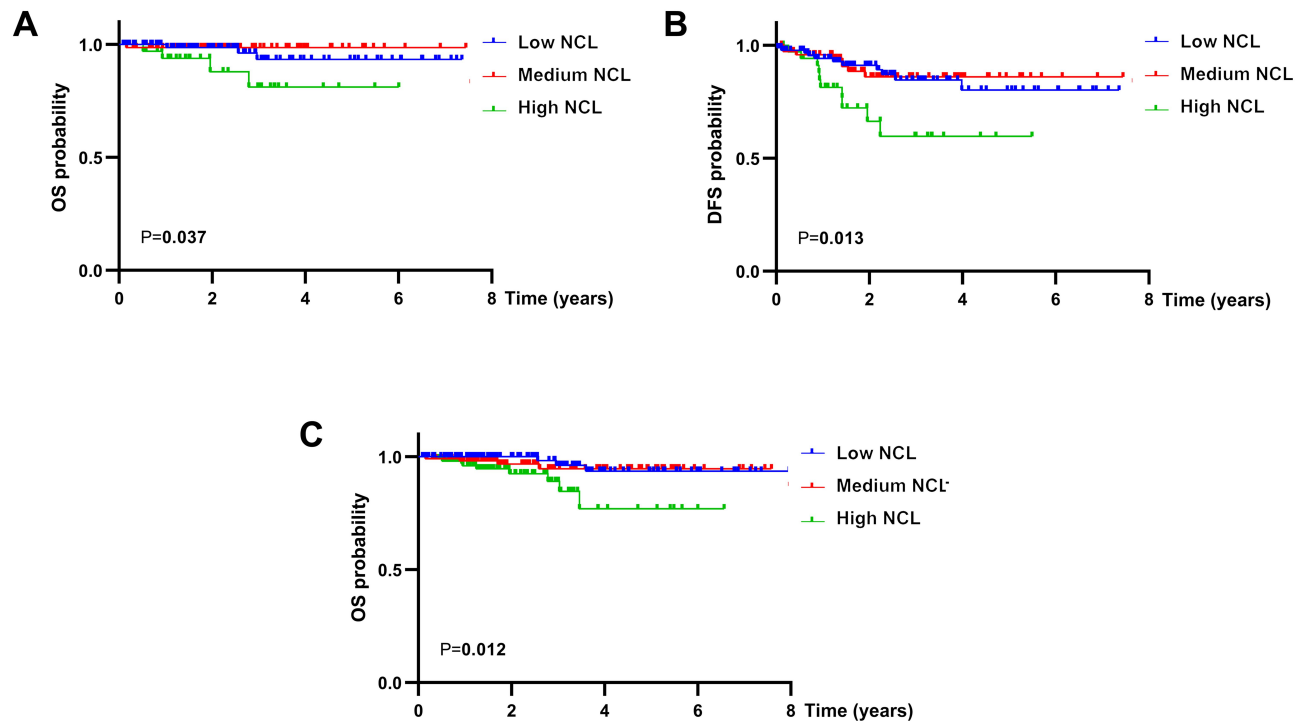 A
OS probability
1.0
0.5
0.0
0 2 4 6 8 Time (years)
P=0.037
Low NCL
Medium NCL
High NCL
B
DFS probability
1.0
0.5
0.0
0 2 4 6 8 Time (years)
P=0.013
Low NCL
Medium NCL
High NCL
C
OS probability
1.0
0.5
0.0
0 2 4 6 8 Time (years)
P=0.012
Low NCL
Medium NCL
High NCL